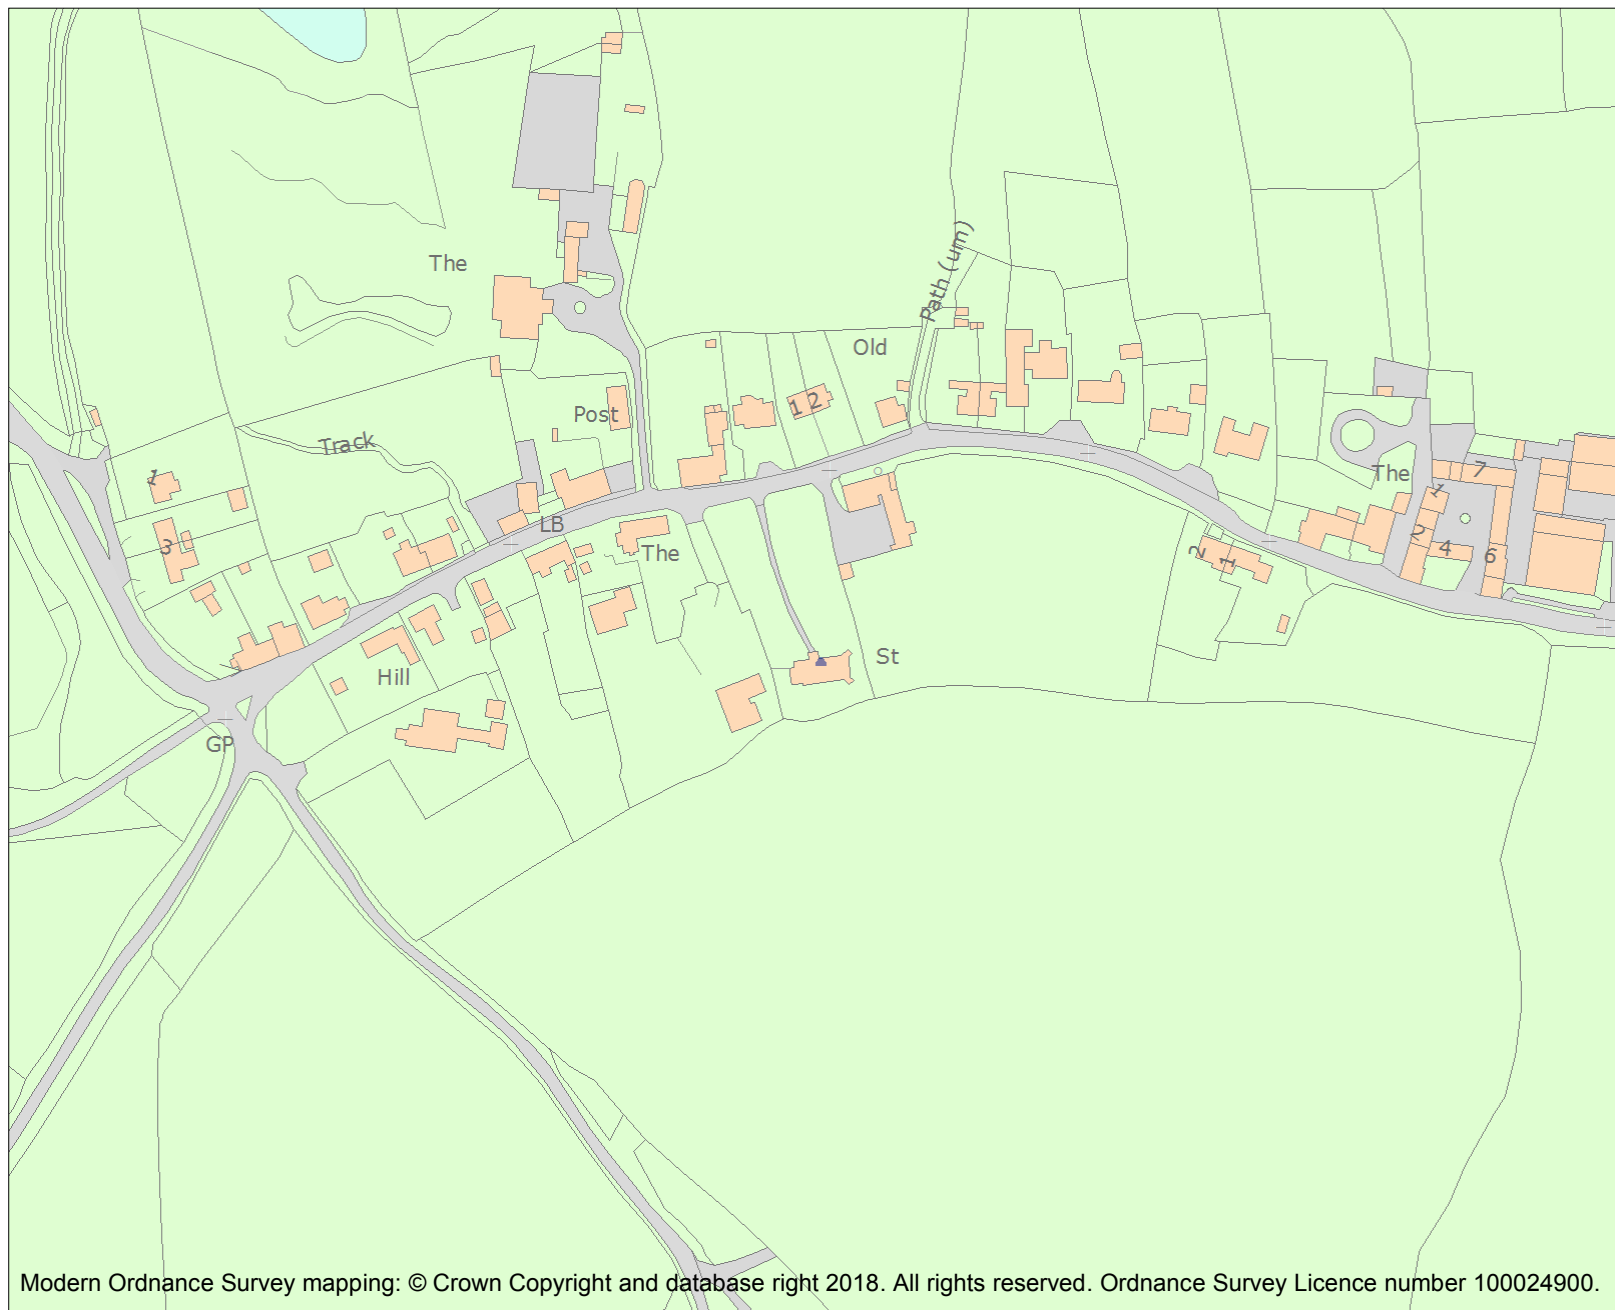 Path (um)
The
Old
Post
Track
1 2
1
The
7
1
3
LB
The
2
4
6
2
1
St
Hill
GP
Modern Ordnance Survey mapping: © Crown Copyright and database right 2018. All rights reserved. Ordnance Survey Licence number 100024900.